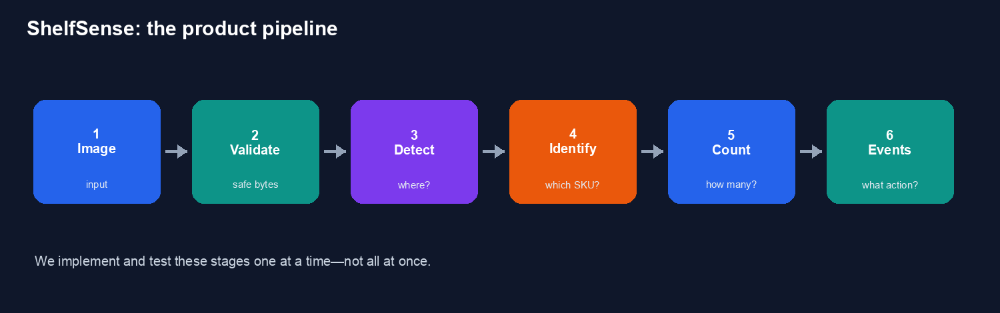 ShelfSense: the product pipeline
1
Image
input
2
Validate
safe bytes
3
Detect
where?
4
Identify
which SKU?
5
Count
how many?
6
Events
what action?
We implement and test these stages one at a time—not all at once.